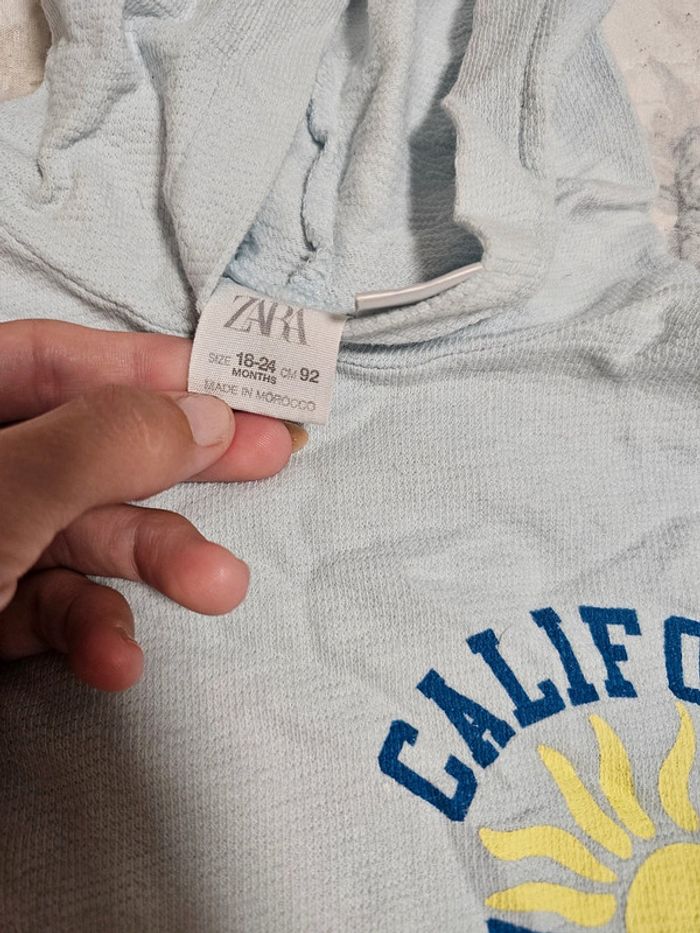 ZARA
SIZE 18-24 MONTHS CM 92
MADE IN MOROCCO
CALIFO